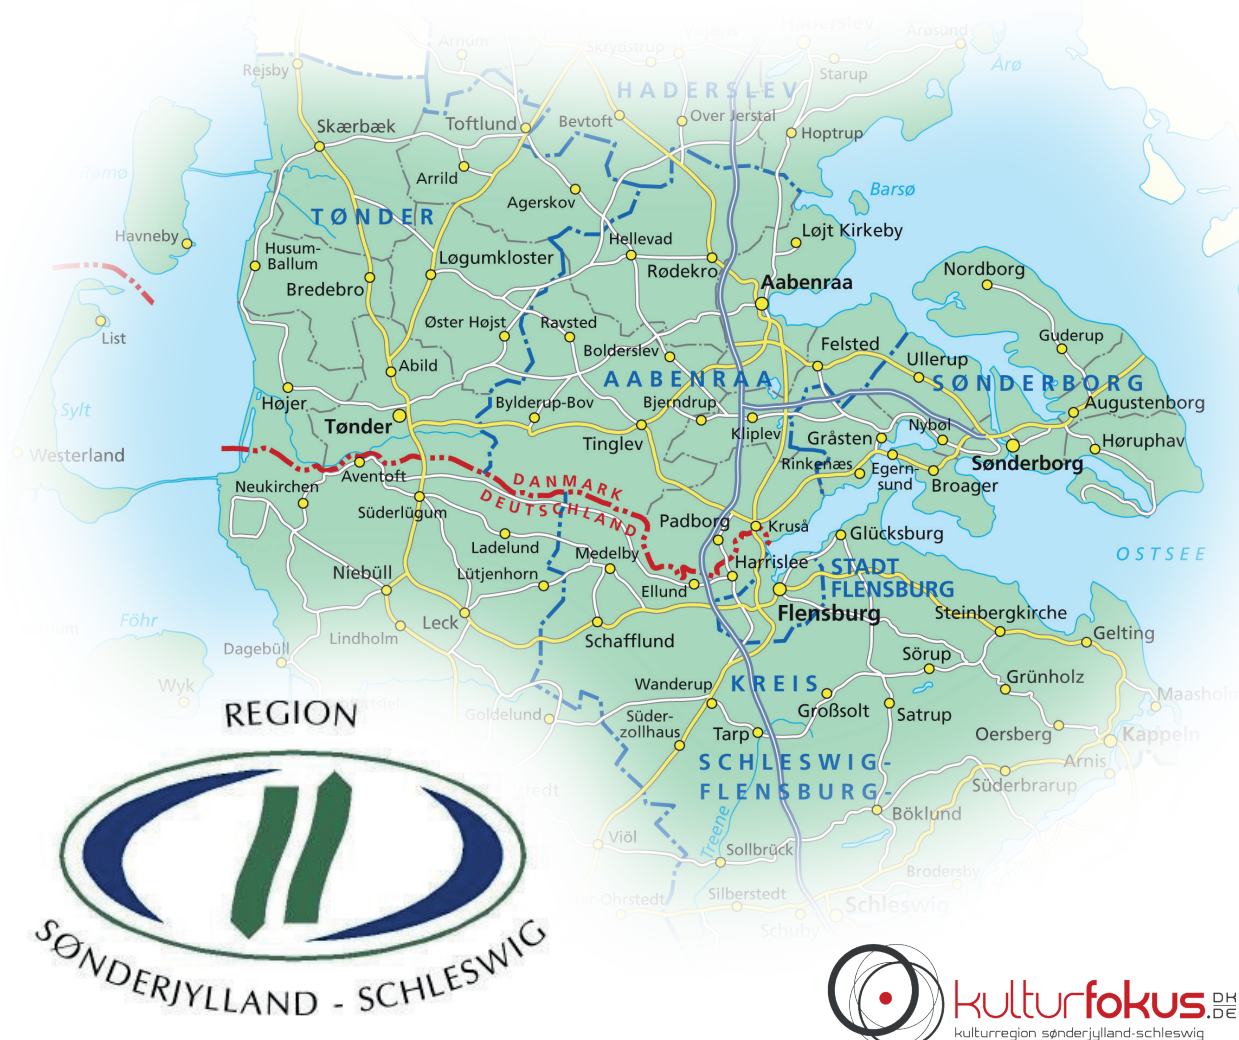 Haderslev
Arnum
Skrydstrup
Vojens
Årøsund
Årø
Rejsby
Starup
HADERSLEV
Skærbæk
Toftlund
Bevtoft
Over Jerstal
Hoptrup
Rømø
Arrild
Agerskov
Barsø
TØNDER
Havneby
Husum-
Ballum
Løgumkloster
Hellevad
Løjt Kirkeby
Bredebro
Rødekro
Aabenraa
Nordborg
List
Øster Højst
Ravsted
Bolderslev
Felsted
Guderup
Abild
Ullerup
AABENRAA
SØNDERBORG
Sylt
Højer
Bylderup-Bov
Bjerndrup
Augustenborg
Tønder
Tinglev
Kliplev
Gråsten
Nybøl
Høruphav
Westerland
Rinkenæs
Egern-
sund
Sønderborg
Broager
Neukirchen
Aventoft
DANMARK
DEUTSCHLAND
Süderlügum
Padborg
Kruså
Glücksburg
OSTSEE
Ladelund
Medelby
Harrislee
STADT
FLENSBURG
Niebüll
Lütjenhorn
Ellund
Flensburg
Steinbergkirche
Föhr
Leck
Lindholm
Schafflund
Gelting
Dagebüll
Sörup
Wyk
Wanderup
KREIS
Grünholz
Maasholm
Goldelund
Süder-
zollhaus
Großsolt
Satrup
Tarp
Oersberg
Kappeln
REGION
SCHLESWIG-
FLENSBURG-
Arnis
Süderbrarup
Böklund
Viöl
Treene
Sollbrück
Brodersby
Silberstedt
Ohrstedt
Schleswig
Schuby
SØNDERJYLLAND - SCHLESWIG
kulturfokus.DK
.DE
kulturregion sønderjylland-schleswig